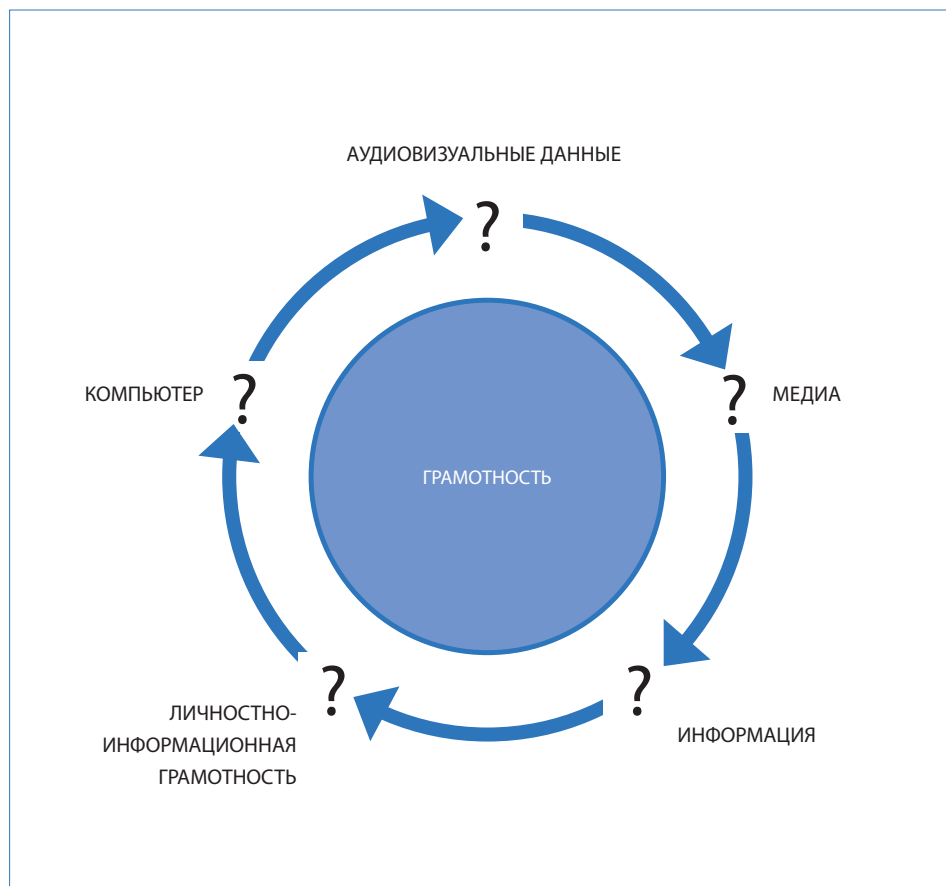 АУДИОВИЗУАЛЬНЫЕ ДАННЫЕ
?
КОМПЬЮТЕР ?
? МЕДИА
ГРАМОТНОСТЬ
?
ЛИЧНОСТНО-
ИНФОРМАЦИОННАЯ
ГРАМОТНОСТЬ
?
ИНФОРМАЦИЯ